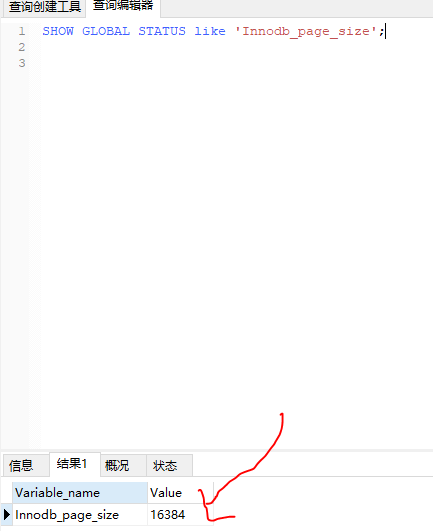 查询创建工具 查询编辑器
1 SHOW GLOBAL STATUS like 'Innodb_page_size';
2
3
信息 结果1 概况 状态
Variable_name Value
Innodb_page_size 16384